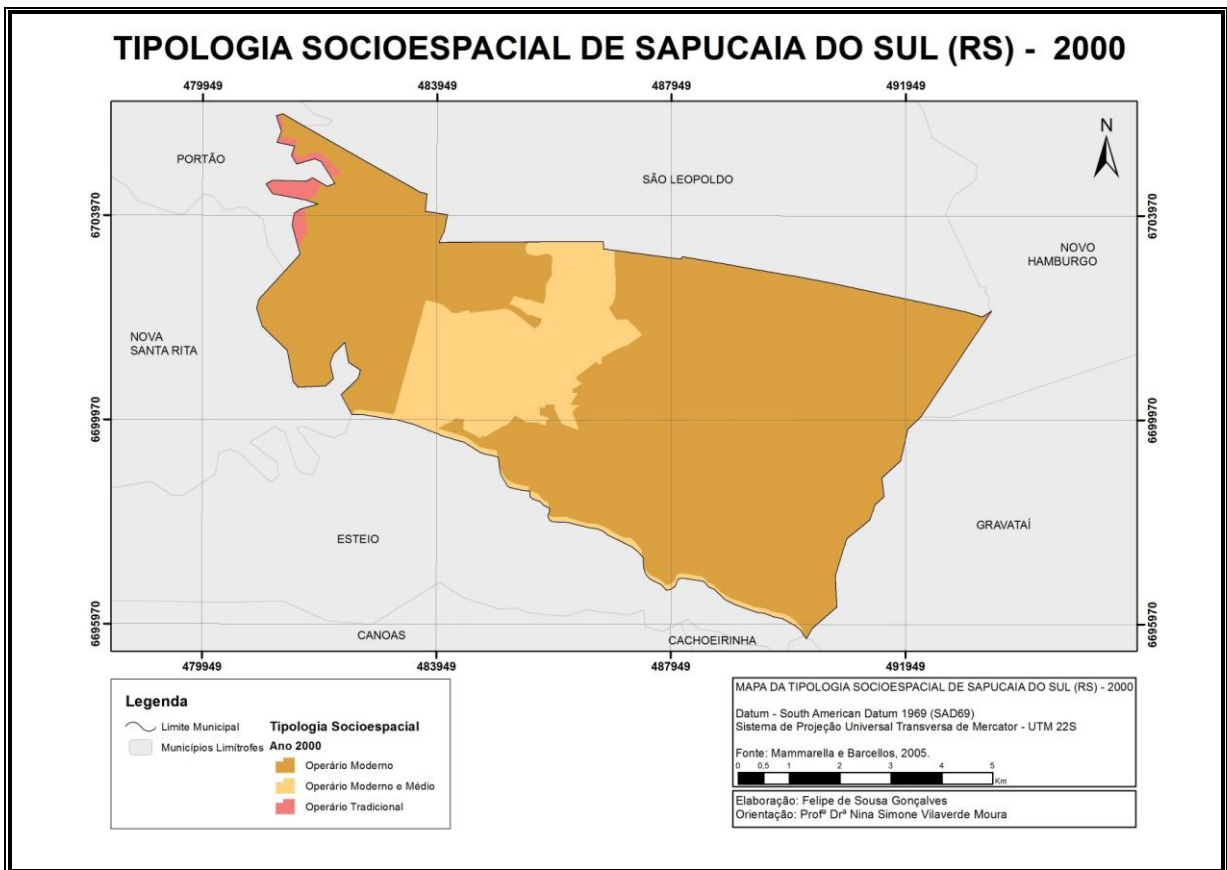 TIPOLOGIA SOCIOESPACIAL DE SAPUCAIA DO SUL (RS) - 2000
479949 483949 487949 491949
N
PORTÃO
SÃO LEOPOLDO
6703970 6703970
NOVO
HAMBURGO
NOVA
SANTA RITA
6699970 6699970
ESTEIO
GRAVATAÍ
6695970 6695970
CANOAS
CACHOEIRINHA
479949 483949 487949 491949
Legenda
Limite Municipal
Municípios Limítrofes
Tipologia Socioespacial
Ano 2000
Operário Moderno
Operário Moderno e Médio
Operário Tradicional
MAPA DA TIPOLOGIA SOCIOESPACIAL DE SAPUCAIA DO SUL (RS) - 2000
Datum - South American Datum 1969 (SAD69)
Sistema de Projeção Universal Transversa de Mercator - UTM 22S
Fonte: Mammarella e Barcellos, 2005.
0 0,5 1 2 3 4 5
Km
Elaboração: Felipe de Sousa Gonçalves
Orientação: Profª Drª Nina Simone Vilaverde Moura